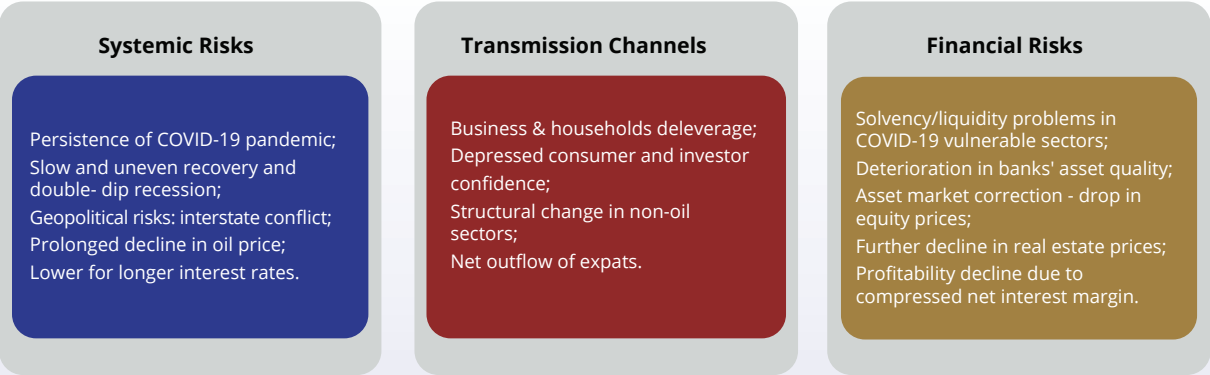 Systemic Risks
Persistence of COVID-19 pandemic;
Slow and uneven recovery and
double- dip recession;
Geopolitical risks: interstate conflict;
Prolonged decline in oil price;
Lower for longer interest rates.
Transmission Channels
Business & households deleverage;
Depressed consumer and investor
confidence;
Structural change in non-oil
sectors;
Net outflow of expats.
Financial Risks
Solvency/liquidity problems in
COVID-19 vulnerable sectors;
Deterioration in banks' asset quality;
Asset market correction - drop in
equity prices;
Further decline in real estate prices;
Profitability decline due to
compressed net interest margin.